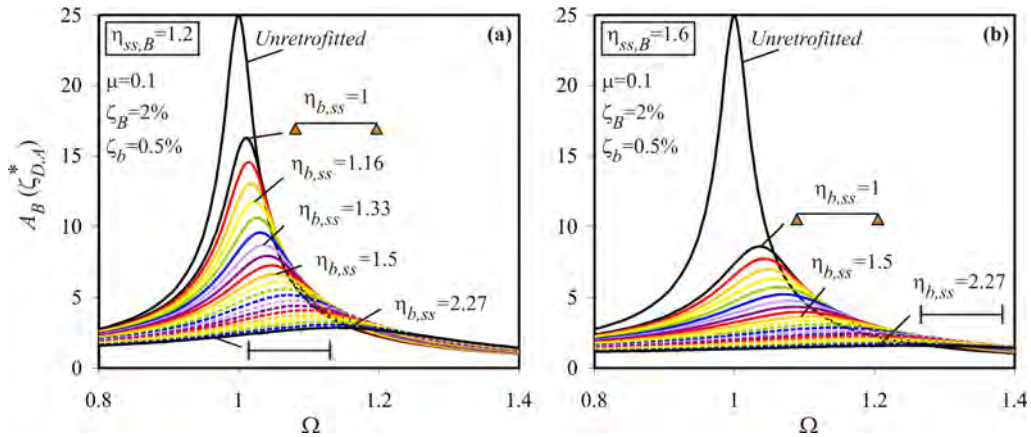 25
20
15
10
5
0
A_B (ζ*_{D,A})
η_{ss,B}=1.2
μ=0.1
ζ_B=2%
ζ_b=0.5%
Unretrofitted
(a)
η_{b,ss}=1
η_{b,ss}=1.16
η_{b,ss}=1.33
η_{b,ss}=1.5
η_{b,ss}=2.27
0.8 1 1.2 1.4
Ω
25
20
15
10
5
0
η_{ss,B}=1.6
μ=0.1
ζ_B=2%
ζ_b=0.5%
Unretrofitted
(b)
η_{b,ss}=1
η_{b,ss}=1.5
η_{b,ss}=2.27
0.8 1 1.2 1.4
Ω